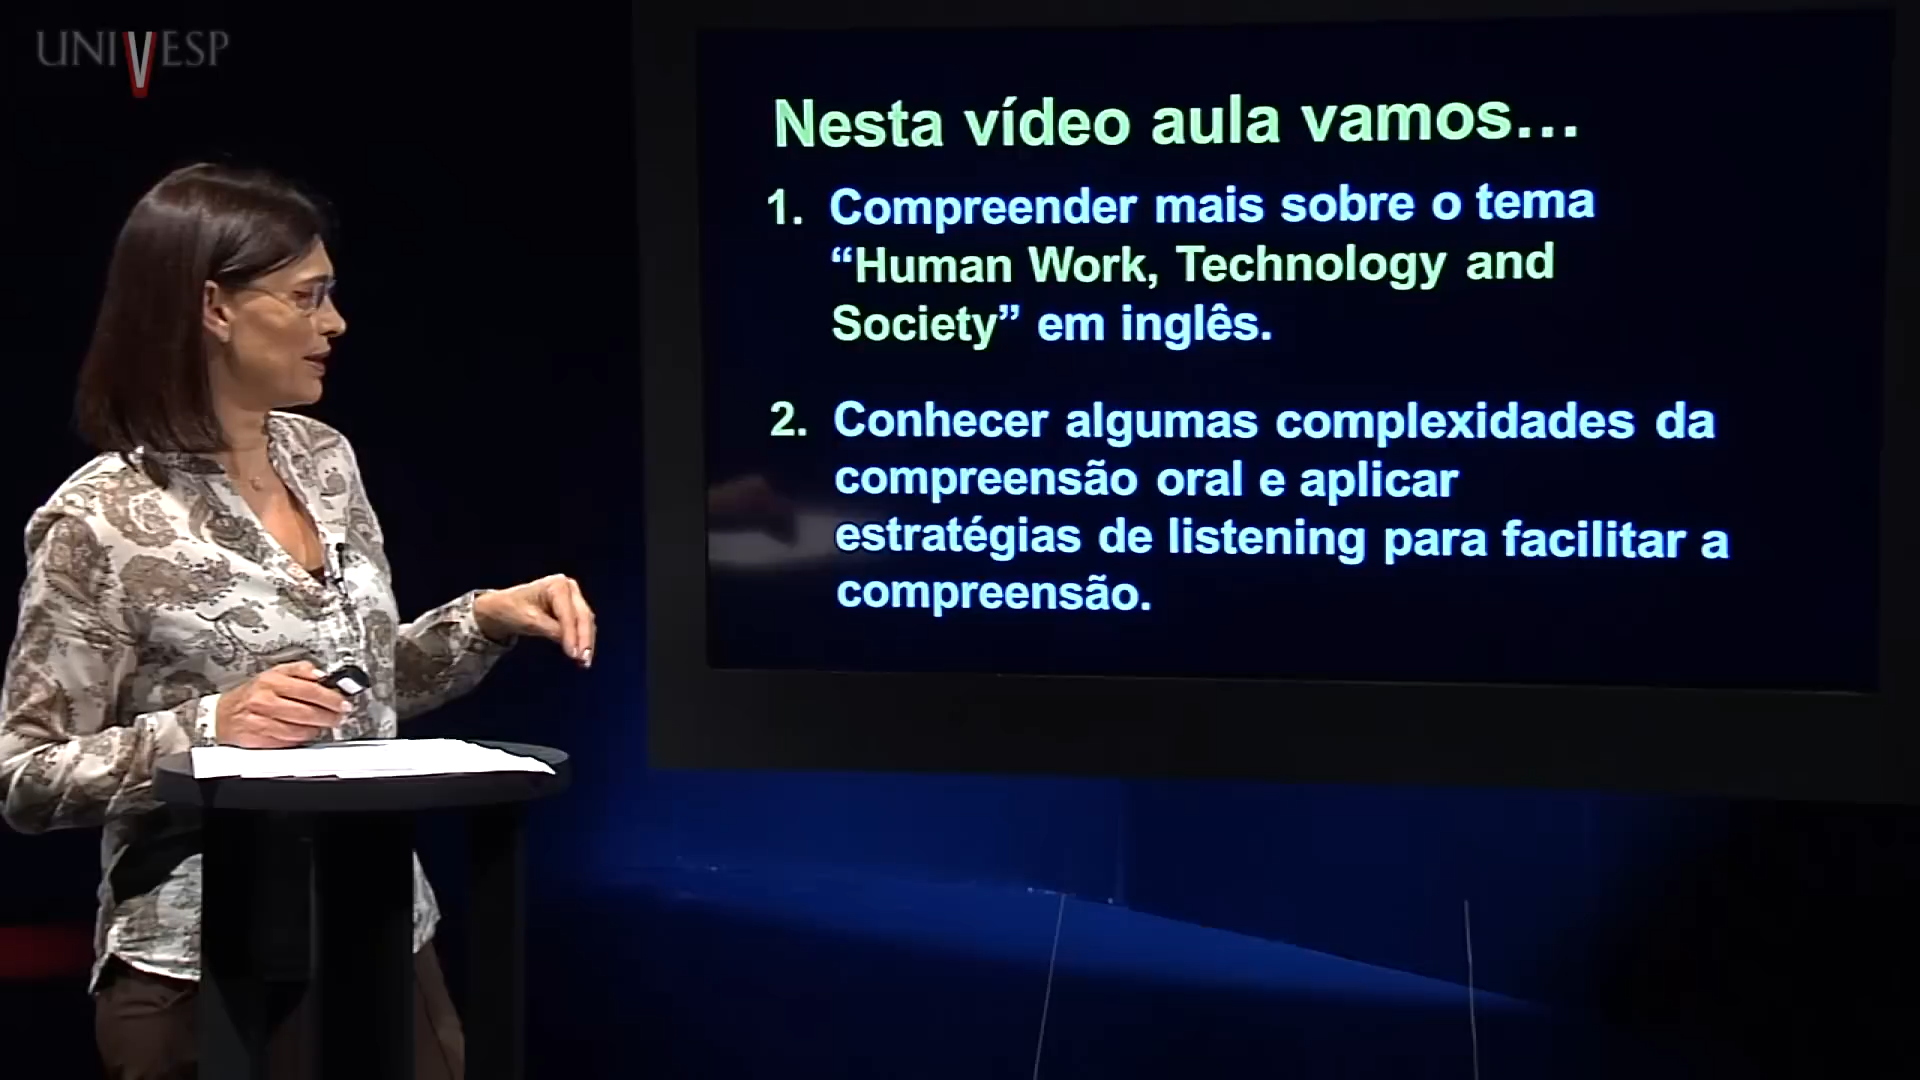 UNIVESP
Nesta vídeo aula vamos...
1. Compreender mais sobre o tema
“Human Work, Technology and
Society” em inglês.
2. Conhecer algumas complexidades da
compreensão oral e aplicar
estratégias de listening para facilitar a
compreensão.